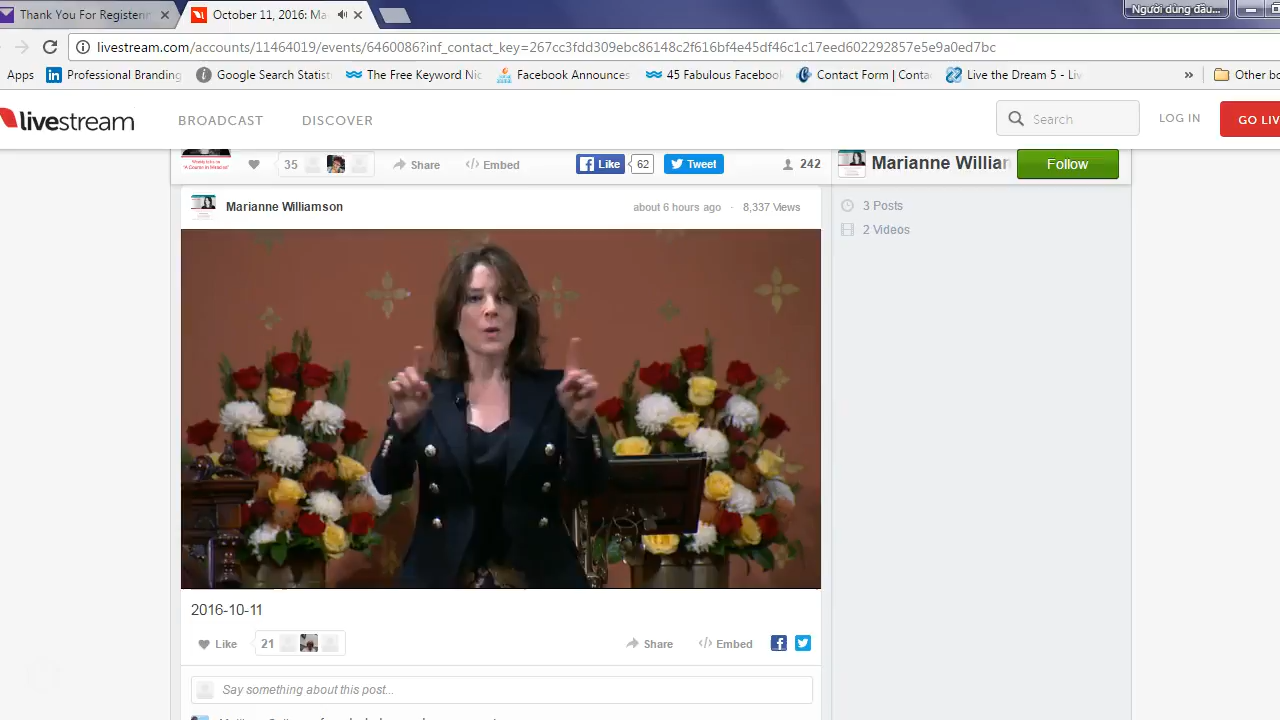 Thank You For Registenn
October 11, 2016: Ma
Người dùng đầu...
livestream.com/accounts/11464019/events/6460086?inf_contact_key=267cc3fdd309ebc86148c2f616bf4e45df46c1c17eed602292857e5e9a0ed7bc
Apps
Professional Branding
Google Search Statist
The Free Keyword Nic
Facebook Announces
45 Fabulous Facebook
Contact Form | Conta
Live the Dream 5 - Liv
»
Other bo
livestream
BROADCAST
DISCOVER
Search
LOG IN
GO LIV
35
Share
Embed
Like
62
Tweet
242
Marianne Willian
Follow
Marianne Williamson
about 6 hours ago · 8,337 Views
3 Posts
2 Videos
2016-10-11
Like
21
Share
Embed
Say something about this post...